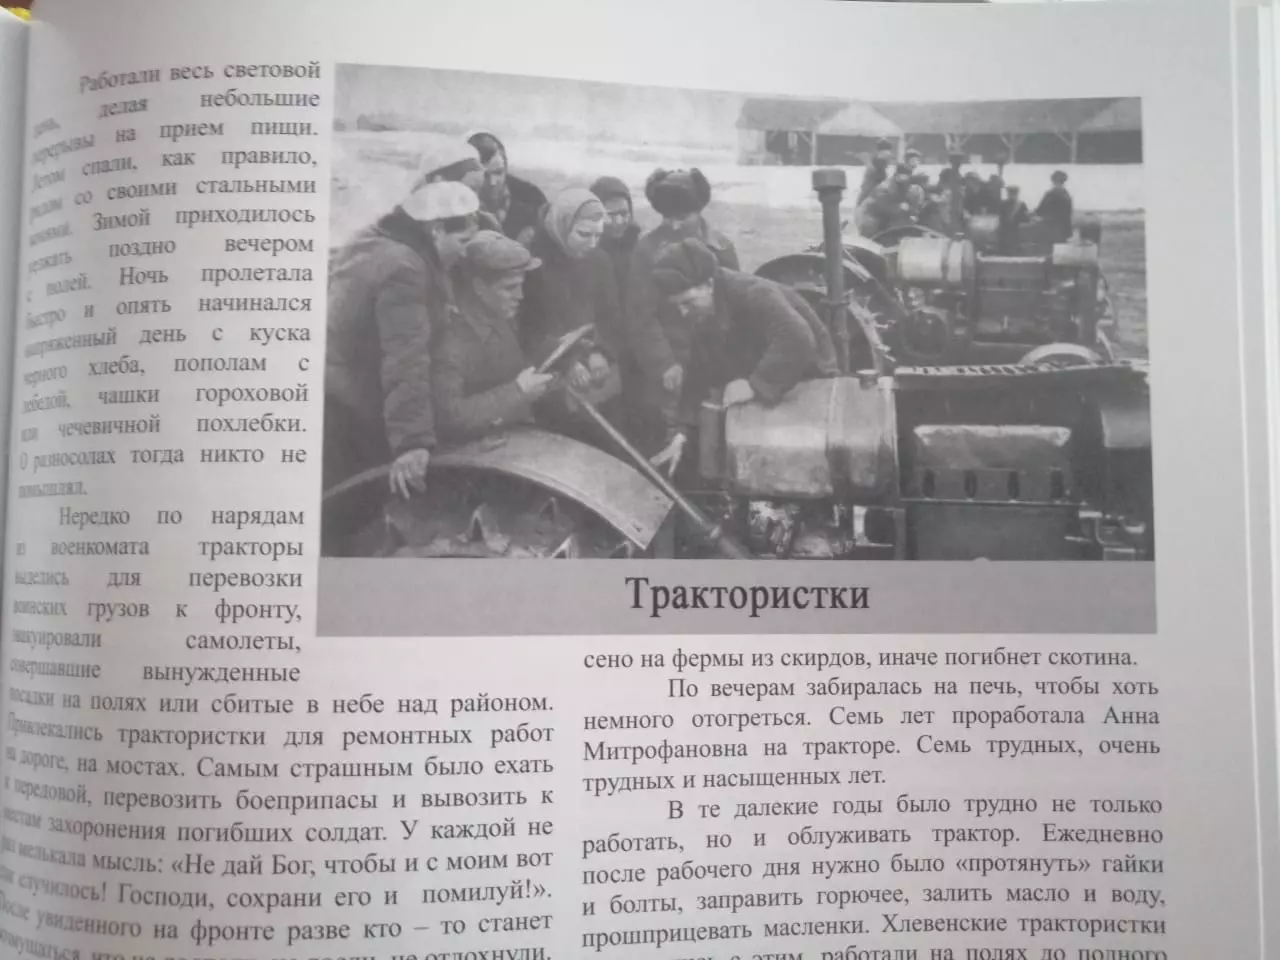 Работали весь световой
день, делая небольшие
перерывы на прием пищи.
Летом спали, как правило,
рядом со своими стальными
конями. Зимой приходилось
уезжать поздно вечером
с полей. Ночь пролетала
быстро и опять начинался
напряженный день с куска
черного хлеба, пополам с
лебедой, чашки гороховой
или чечевичной похлебки.
О разносолах тогда никто не
помышлял.
Нередко по нарядам
из военкомата тракторы
выделись для перевозки
воинских грузов к фронту,
эвакуировали самолеты,
совершавшие вынужденные
посадки на полях или сбитые в небе над районом.
Привлекались трактористки для ремонтных работ
на дороге, на мостах. Самым страшным было ехать
к передовой, перевозить боеприпасы и вывозить к
местам захоронения погибших солдат. У каждой не
раз мелькала мысль: «Не дай Бог, чтобы и с моим вот
так случилось! Господи, сохрани его и помилуй!».
После увиденного на фронте разве кто – то станет
не отдохнули.
Трактористки
сено на фермы из скирдов, иначе погибнет скотина.
По вечерам забиралась на печь, чтобы хоть
немного отогреться. Семь лет проработала Анна
Митрофановна на тракторе. Семь трудных, очень
трудных и насыщенных лет.
В те далекие годы было трудно не только
работать, но и облуживать трактор. Ежедневно
после рабочего дня нужно было «протянуть» гайки
и болты, заправить горючее, залить масло и воду,
прошприцевать масленки. Хлевенские трактористки
с этим, работали на полях до полного